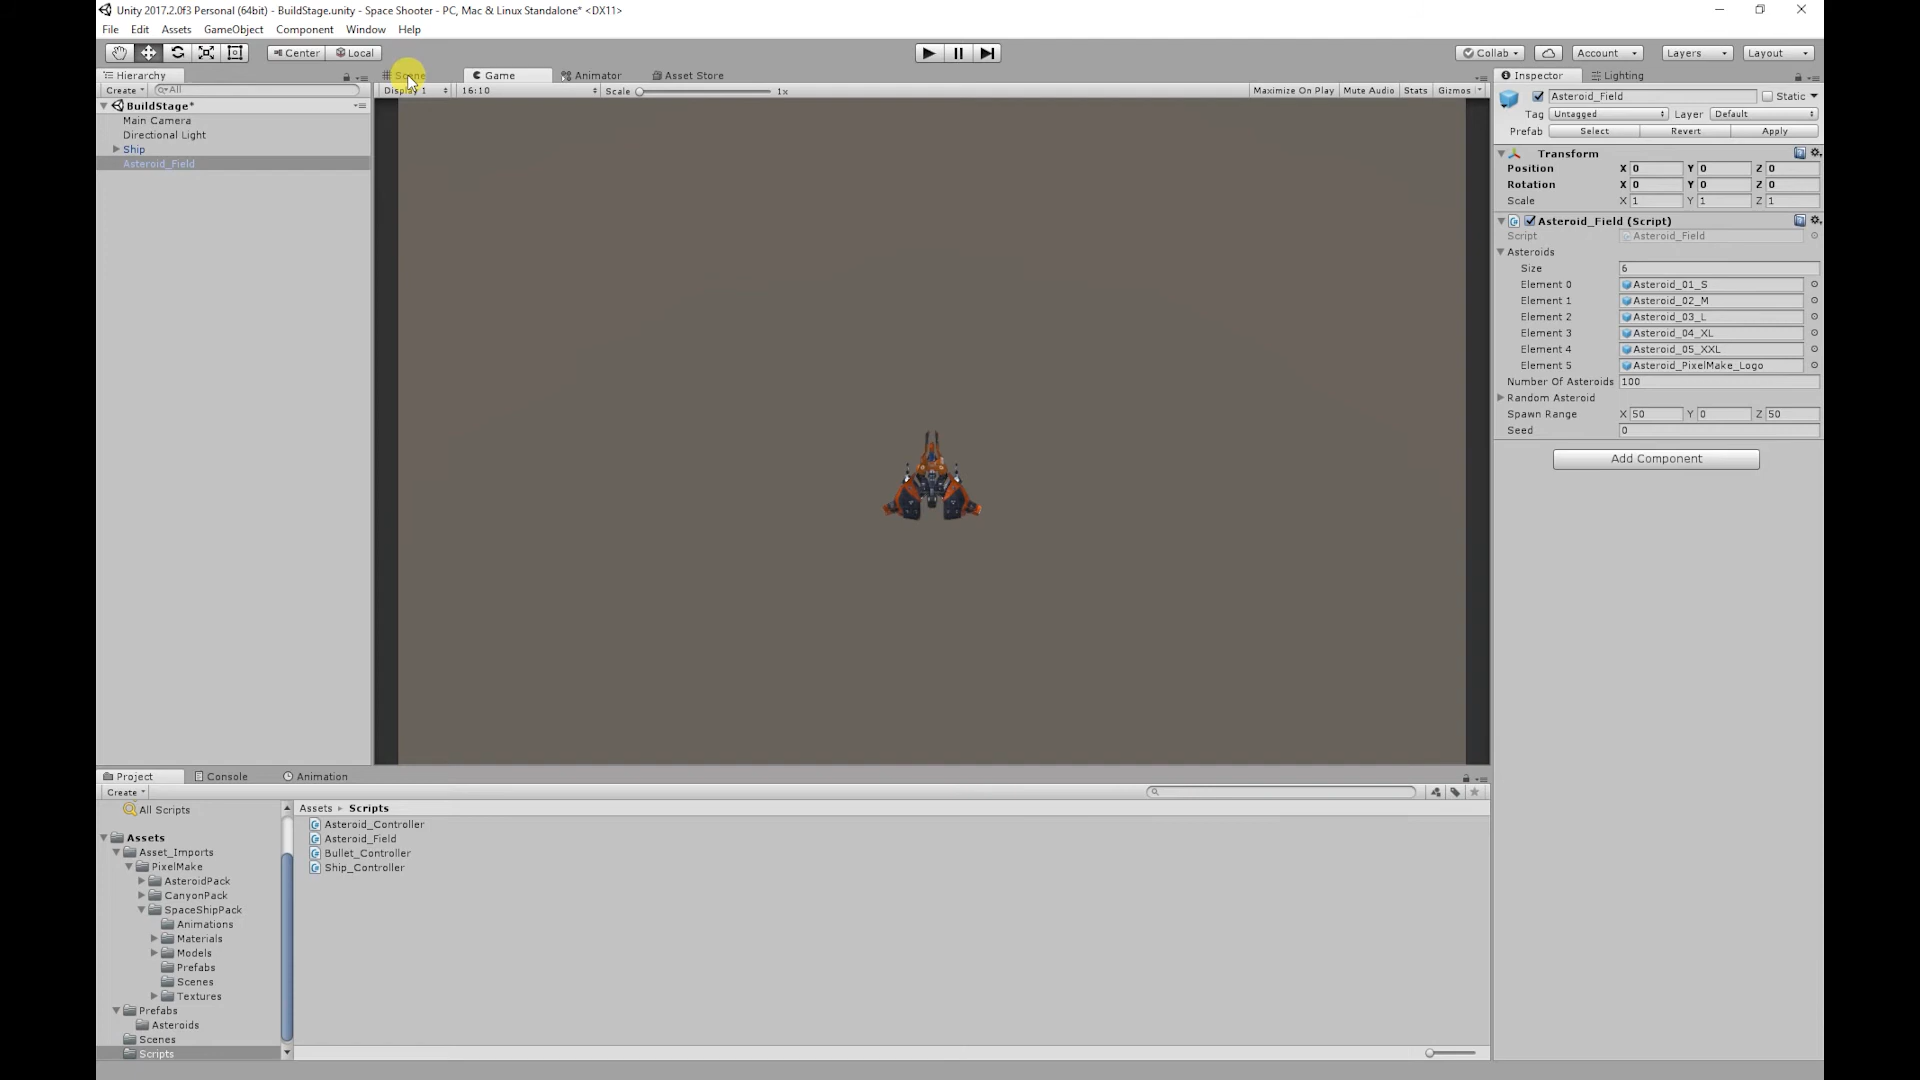 Unity 2017.2.0f3 Personal (64bit) - BuildStage.unity - Space Shooter - PC, Mac & Linux Standalone* <DX11>
File Edit Assets GameObject Component Window Help
Center Local Collab Account Layers Layout
Hierarchy Scene Game Animator Asset Store Inspector Lighting
Create All Display 1 16:10 Scale 1x Maximize On Play Mute Audio Stats Gizmos
BuildStage*
Main Camera
Directional Light
Ship
Asteroid_Field
Asteroid_Field Static
Tag Untagged Layer Default
Prefab Select Revert Apply
Transform
Position X 0 Y 0 Z 0
Rotation X 0 Y 0 Z 0
Scale X 1 Y 1 Z 1
Asteroid_Field (Script)
Script Asteroid_Field
Asteroids
Size 6
Element 0 Asteroid_01_S
Element 1 Asteroid_02_M
Element 2 Asteroid_03_L
Element 3 Asteroid_04_XL
Element 4 Asteroid_05_XXL
Element 5 Asteroid_PixelMake_Logo
Number Of Asteroids 100
Random Asteroid
Spawn Range X 50 Y 0 Z 50
Seed 0
Add Component
Project Console Animation
Create
All Scripts
Assets
Asset_Imports
PixelMake
AsteroidPack
CanyonPack
SpaceShipPack
Animations
Materials
Models
Prefabs
Scenes
Textures
Prefabs
Asteroids
Scenes
Scripts
Assets Scripts
Asteroid_Controller
Asteroid_Field
Bullet_Controller
Ship_Controller